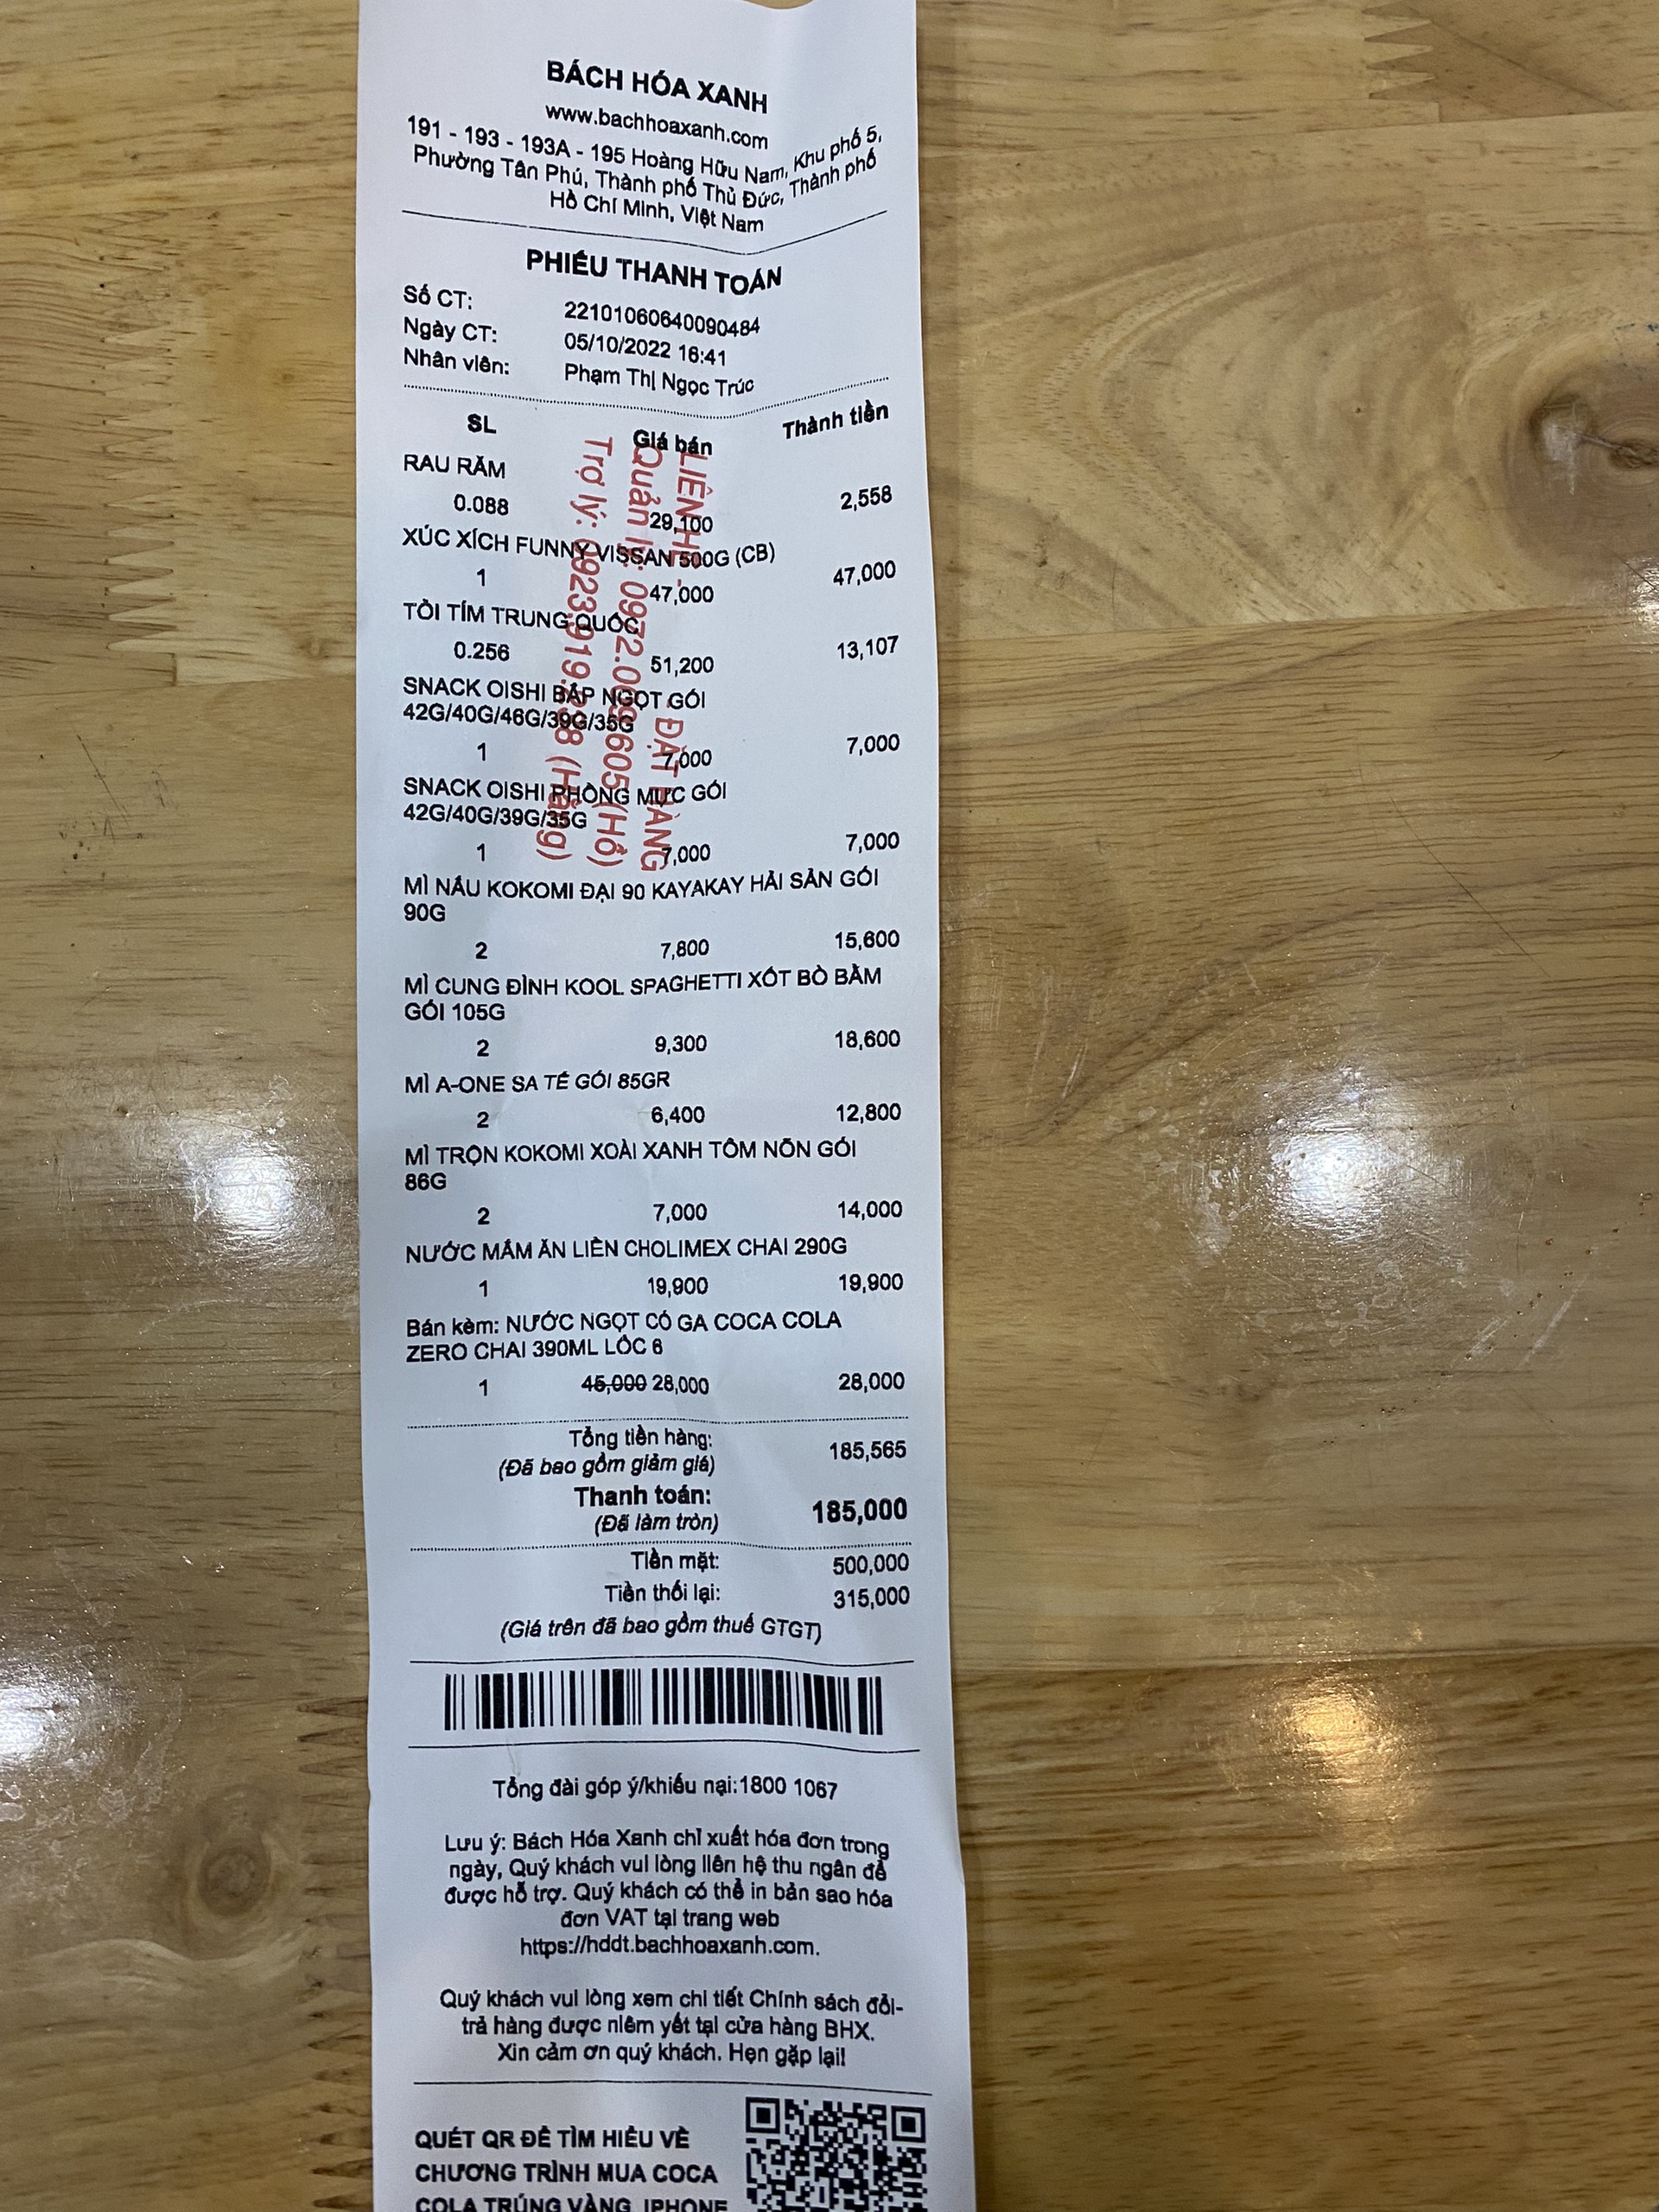 BÁCH HÓA XANH
www.bachhoaxanh.com
191 - 193 - 193A - 195 Hoàng Hữu Nam, Khu phố 5,
Phường Tân Phú, Thành phố Thủ Đức, Thành phố
Hồ Chí Minh, Việt Nam
PHIẾU THANH TOÁN
Số CT: 22101060640090484
Ngày CT: 05/10/2022 16:41
Nhân viên: Phạm Thị Ngọc Trúc
SL Giá bán Thành tiền
RAU RĂM
0.088 29,100 2,558
XÚC XÍCH FUNNY VISSAN 500G (CB)
1 47,000 47,000
TỎI TÍM TRUNG QUỐC
0.256 51,200 13,107
SNACK OISHI BẮP NGỌT GÓI
42G/40G/46G/39G/35G
1 7,000 7,000
SNACK OISHI PHỒNG MỰC GÓI
42G/40G/39G/35G
1 7,000 7,000
MÌ NẤU KOKOMI ĐẠI 90 KAYAKAY HẢI SẢN GÓI
90G
2 7,800 15,600
MÌ CUNG ĐÌNH KOOL SPAGHETTI XỐT BÒ BẰM
GÓI 105G
2 9,300 18,600
MÌ A-ONE SA TẾ GÓI 85GR
2 6,400 12,800
MÌ TRỘN KOKOMI XOÀI XANH TÔM NÕN GÓI
86G
2 7,000 14,000
NƯỚC MẮM ĂN LIỀN CHOLIMEX CHAI 290G
1 19,900 19,900
Bán kèm: NƯỚC NGỌT CÓ GA COCA COLA
ZERO CHAI 390ML LỐC 6
1 45,000 28,000 28,000
Tổng tiền hàng: 185,565
(Đã bao gồm giảm giá)
Thanh toán: 185,000
(Đã làm tròn)
Tiền mặt: 500,000
Tiền thối lại: 315,000
(Giá trên đã bao gồm thuế GTGT)
Tổng đài góp ý/khiếu nại:1800 1067
Lưu ý: Bách Hóa Xanh chỉ xuất hóa đơn trong
ngày, Quý khách vui lòng liên hệ thu ngân để
được hỗ trợ. Quý khách có thể in bản sao hóa
đơn VAT tại trang web
https://hddt.bachhoaxanh.com.
Quý khách vui lòng xem chi tiết Chính sách đổi-
trả hàng được niêm yết tại cửa hàng BHX.
Xin cảm ơn quý khách. Hẹn gặp lại!
QUÉT QR ĐỂ TÌM HIỂU VỀ
CHƯƠNG TRÌNH MUA COCA
COLA TRÚNG VÀNG, IPHONE
ĐẶT HÀNG
Quản lý: (Hổ)
Trợ lý: (Hằng)